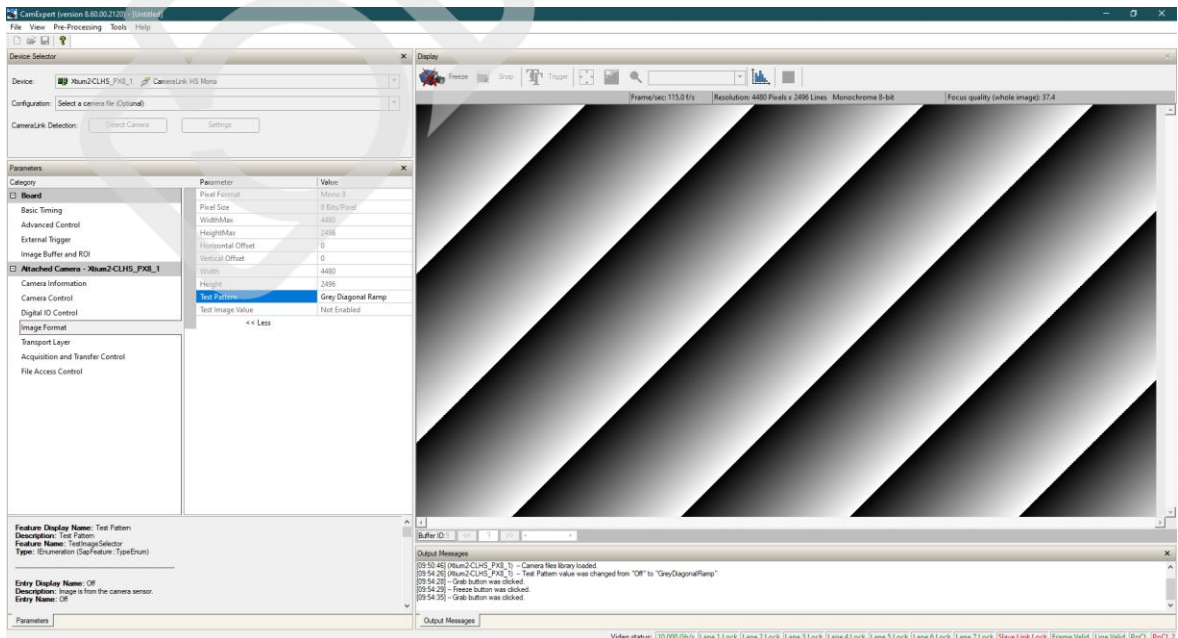 CamExpert (version 8.60.00.2120) - [Untitled]
File View Pre-Processing Tools Help
Device Selector
Device: Xtium2-CLHS_PX8_1 CameraLink HS Mono
Configuration: Select a camera file (Optional)
CameraLink Detection: Detect Camera Settings
Parameters
Category
Board
Basic Timing
Advanced Control
External Trigger
Image Buffer and ROI
Attached Camera - Xtium2-CLHS_PX8_1
Camera Information
Camera Control
Digital IO Control
Image Format
Transport Layer
Acquisition and Transfer Control
File Access Control
Parameter Value
Pixel Format Mono 8
Pixel Size 8 Bits/Pixel
WidthMax 4480
HeightMax 2496
Horizontal Offset 0
Vertical Offset 0
Width 4480
Height 2496
Test Pattern Grey Diagonal Ramp
Test Image Value Not Enabled
<< Less
Feature Display Name: Test Pattern
Description: Test Pattern
Feature Name: TestImageSelector
Type: IEnumeration (SapFeature::TypeEnum)
Entry Display Name: Off
Description: Image is from the camera sensor.
Entry Name: Off
Parameters
Display
Freeze Snap Trigger
Frame/sec: 115.0 f/s Resolution: 4480 Pixels x 2496 Lines Monochrome 8-bit Focus quality (whole image): 37.4
Buffer ID:
Output Messages
[09:50:46] (Xtium2-CLHS_PX8_1) - Camera files library loaded.
[09:54:26] (Xtium2-CLHS_PX8_1) - Test Pattern value was changed from "Off" to "GreyDiagonalRamp"
[09:54:28] - Grab button was clicked.
[09:54:29] - Freeze button was clicked.
[09:54:35] - Grab button was clicked.
Output Messages
Video status: 10.000 Gb/s Lane 1 Lock Lane 2 Lock Lane 3 Lock Lane 4 Lock Lane 5 Lock Lane 6 Lock Lane 7 Lock Slave Link Lock Frame Valid Line Valid PoCL PoCL 2